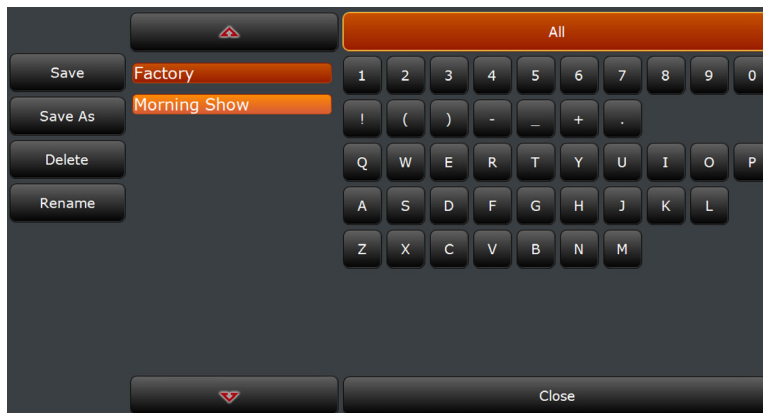 All
Save
Factory
1 2 3 4 5 6 7 8 9 0
Save As
Morning Show
! ( ) - _ + .
Delete
Q W E R T Y U I O P
Rename
A S D F G H J K L
Z X C V B N M
Close